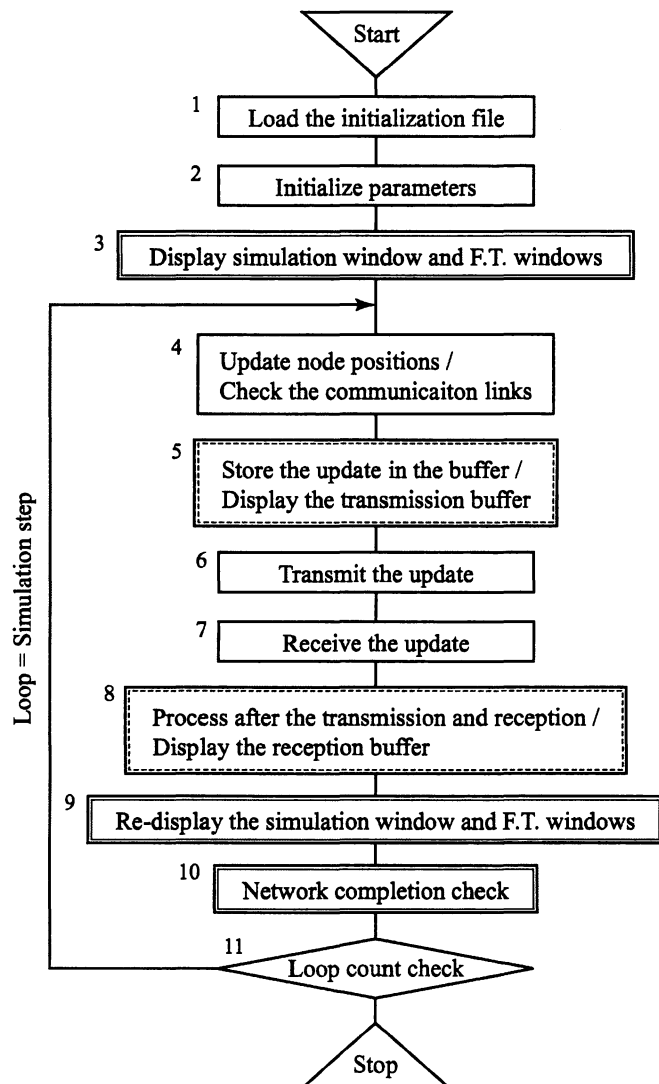 Start
1
Load the initialization file
2
Initialize parameters
3
Display simulation window and F.T. windows
4
Update node positions /
Check the communicaiton links
5
Store the update in the buffer /
Display the transmission buffer
6
Transmit the update
7
Receive the update
8
Process after the transmission and reception /
Display the reception buffer
9
Re-display the simulation window and F.T. windows
10
Network completion check
11
Loop count check
Loop = Simulation step
Stop